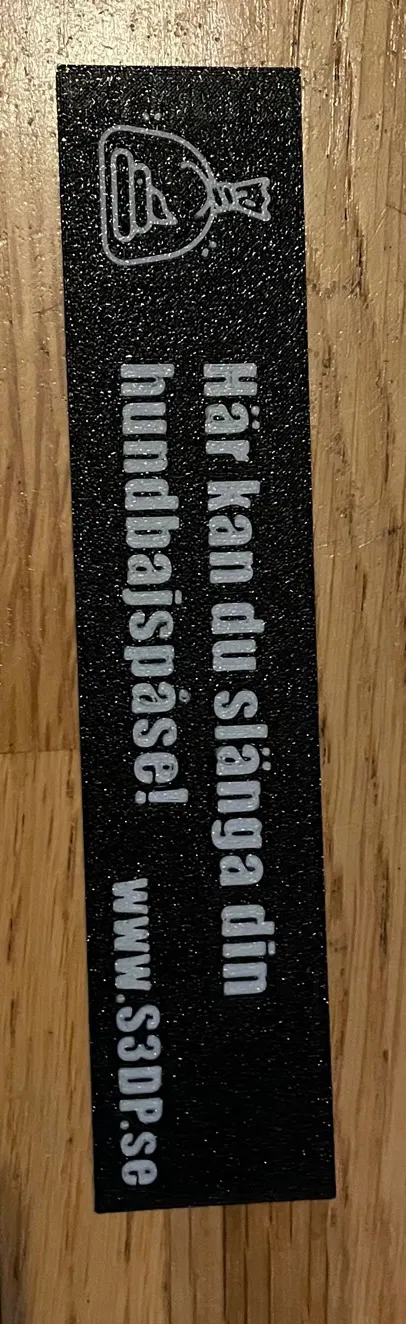 Här kan du slänga din
hundbajspåse!
www.S3DP.se